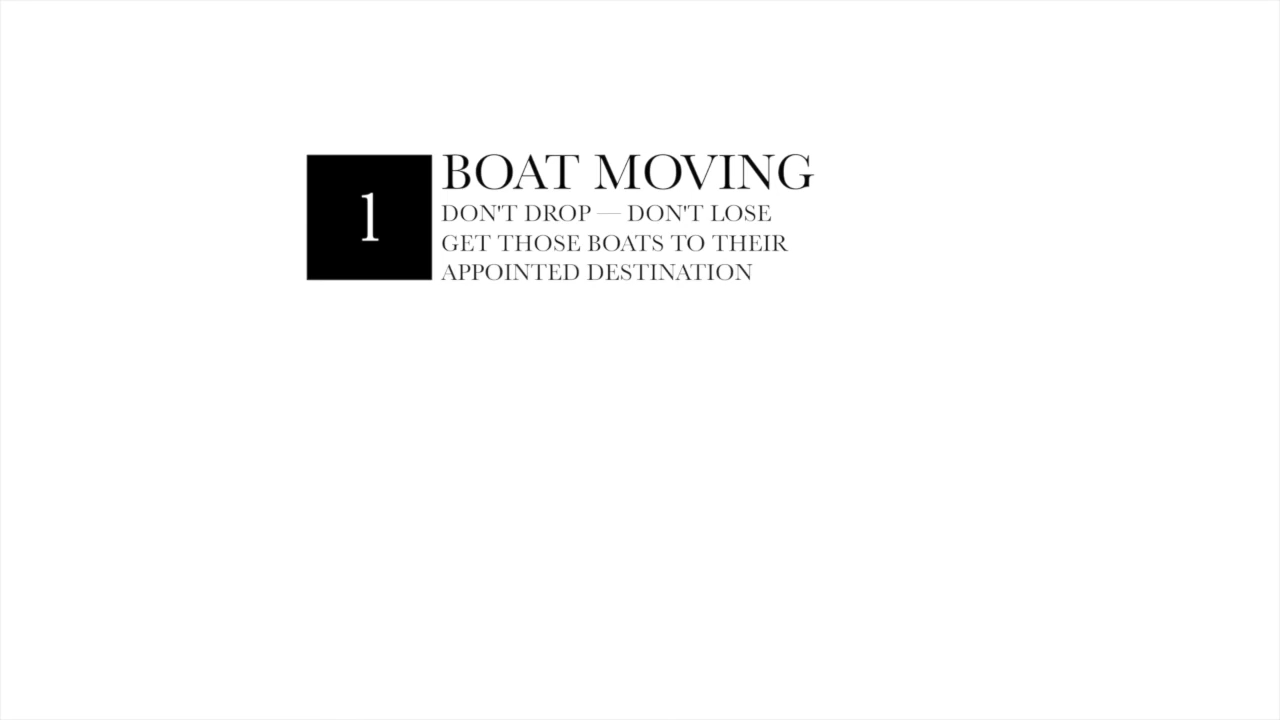 1
BOAT MOVING
DON'T DROP — DON'T LOSE
GET THOSE BOATS TO THEIR
APPOINTED DESTINATION